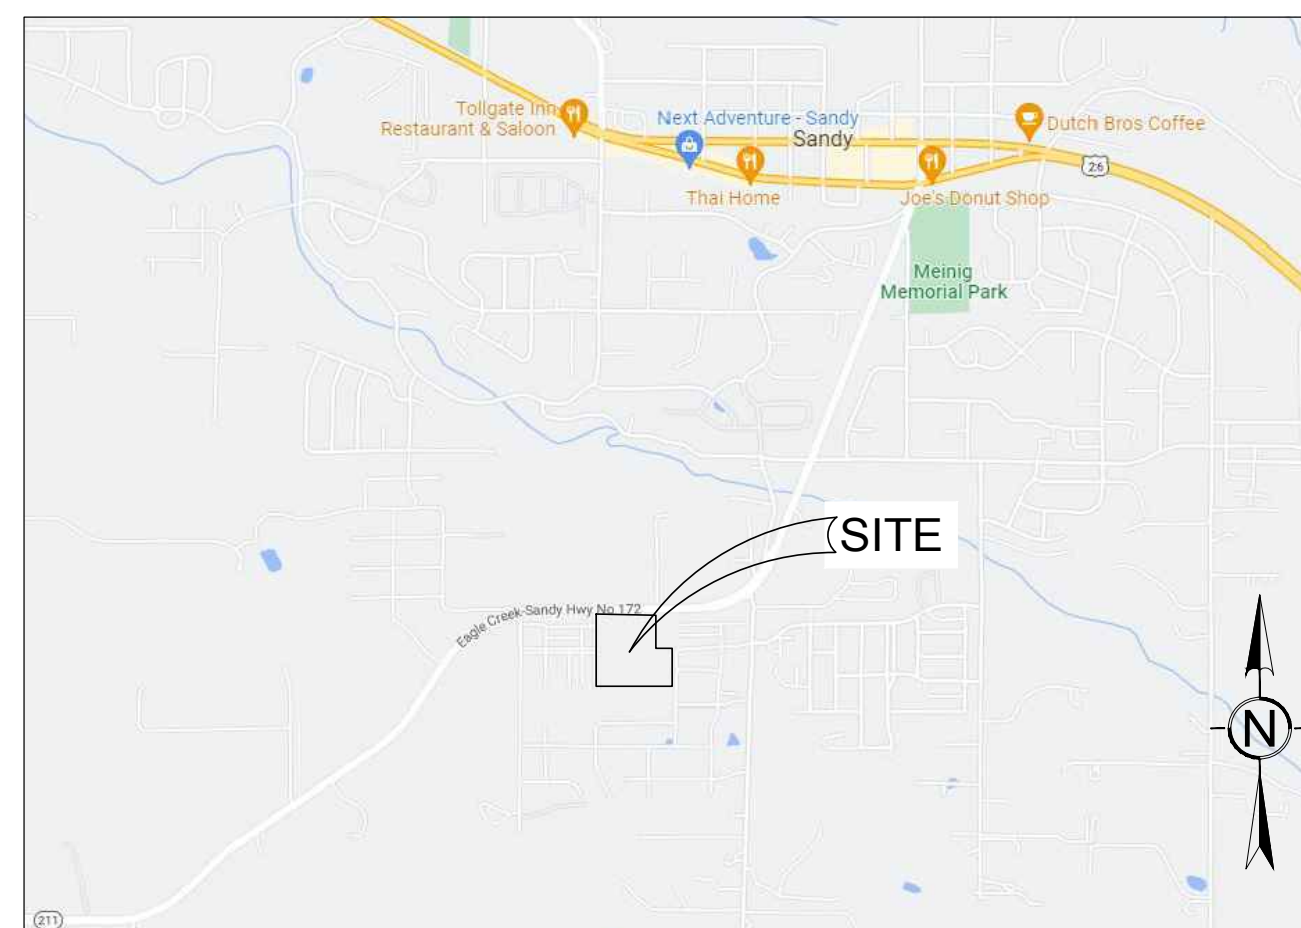 Tollgate Inn
Restaurant & Saloon
Next Adventure - Sandy
Sandy
Dutch Bros Coffee
26
Thai Home
Joe's Donut Shop
Meinig
Memorial Park
SITE
Eagle Creek-Sandy Hwy No 172
N
211